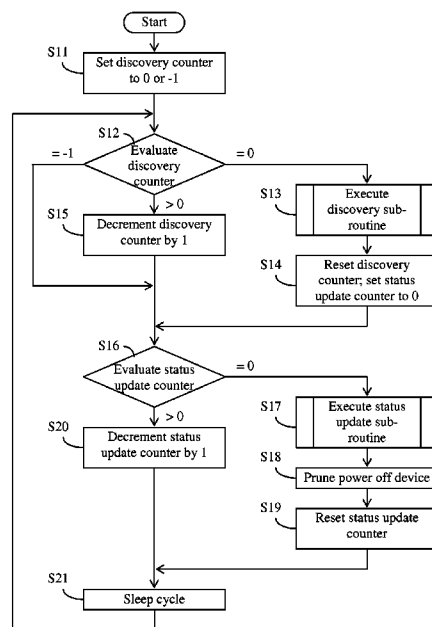 Start
S11
Set discovery counter
to 0 or -1
S12
= -1
Evaluate
discovery
counter
= 0
> 0
S13
Execute
discovery sub-
routine
S15
Decrement discovery
counter by 1
S14
Reset discovery
counter; set status
update counter to 0
S16
Evaluate status
update counter
= 0
> 0
S17
Execute status
update sub-
routine
S20
Decrement status
update counter by 1
S18
Prune power off device
S19
Reset status update
counter
S21
Sleep cycle